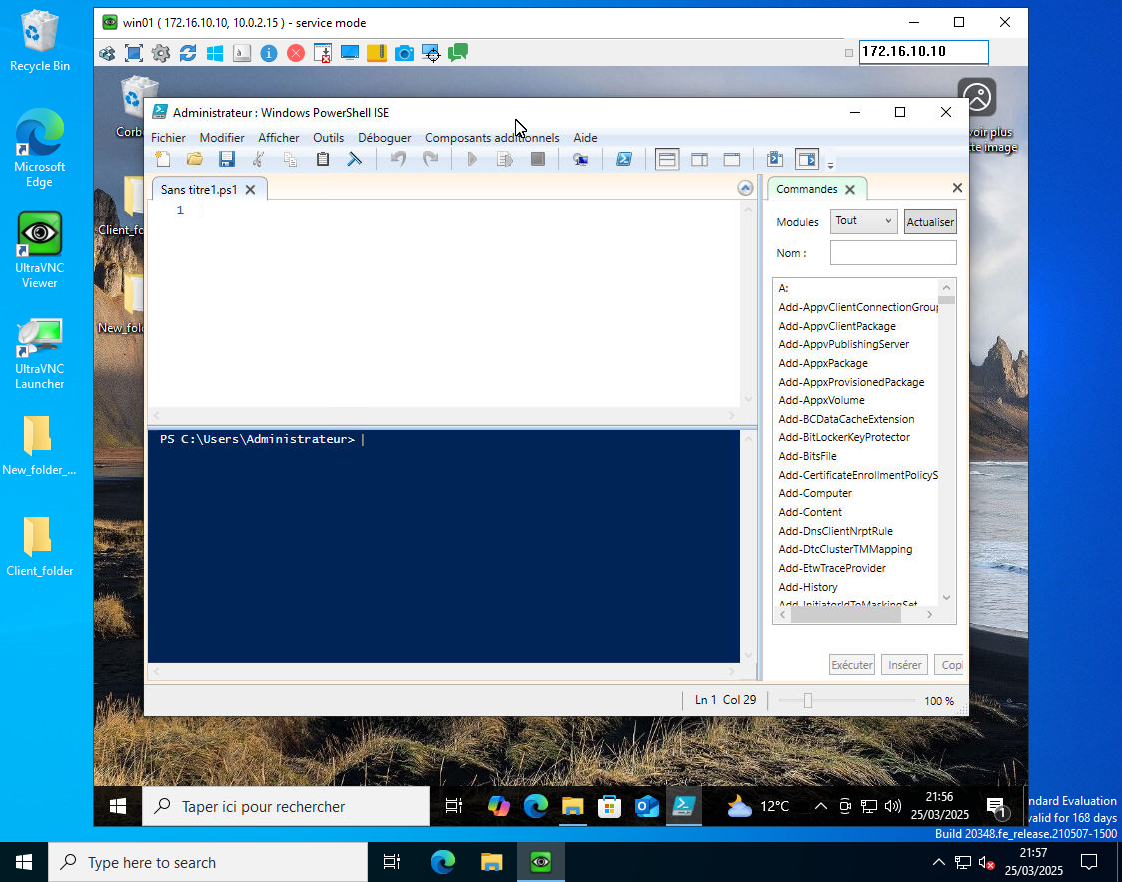 Recycle Bin
Microsoft
Edge
UltraVNC
Viewer
UltraVNC
Launcher
New_folder_...
Client_folder
win01 ( 172.16.10.10, 10.0.2.15 ) - service mode
172.16.10.10
Corb
Client_fo
New_fol
voir plus
te image
Administrateur : Windows PowerShell ISE
Fichier Modifier Afficher Outils Déboguer Composants additionnels Aide
Sans titre1.ps1
1
PS C:\Users\Administrateur>
Commandes
Modules Tout Actualiser
Nom :
A:
Add-AppvClientConnectionGroup
Add-AppvClientPackage
Add-AppvPublishingServer
Add-AppxPackage
Add-AppxProvisionedPackage
Add-AppxVolume
Add-BCDataCacheExtension
Add-BitLockerKeyProtector
Add-BitsFile
Add-CertificateEnrollmentPolicyS
Add-Computer
Add-Content
Add-DnsClientNrptRule
Add-DtcClusterTMMapping
Add-EtwTraceProvider
Add-History
Add-InitiatorIdToMaskingSet
Exécuter Insérer Copi
Ln 1 Col 29 100 %
Taper ici pour rechercher
12°C
21:56
25/03/2025
1
ndard Evaluation
valid for 168 days
Build 20348.fe_release.210507-1500
Type here to search
21:57
25/03/2025